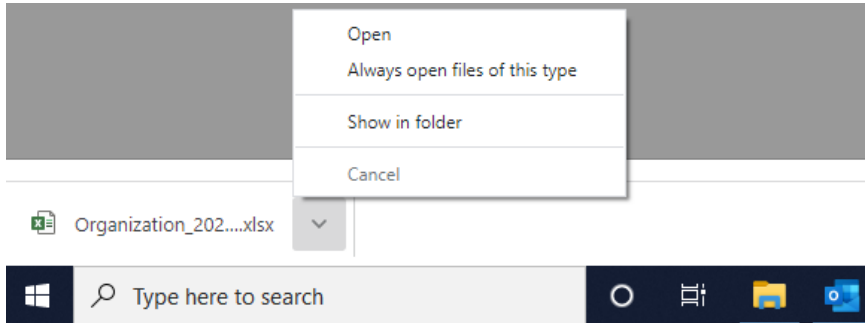 Open
Always open files of this type
Show in folder
Cancel
Organization_202....xlsx
Type here to search